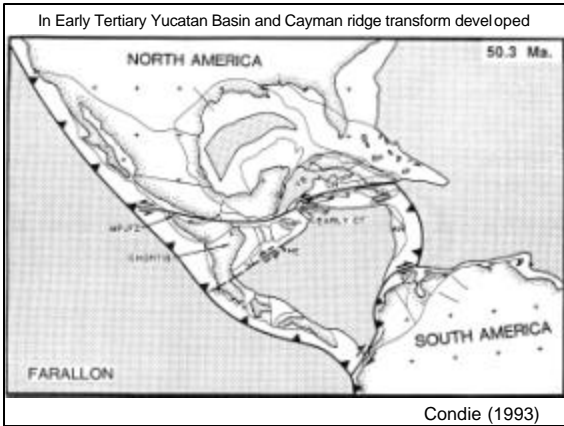 In Early Tertiary Yucatan Basin and Cayman ridge transform developed
50.3 Ma.
NORTH AMERICA
EARLY CT
MPJFZ
CHORTIS
SOUTH AMERICA
FARALLON
Condie (1993)